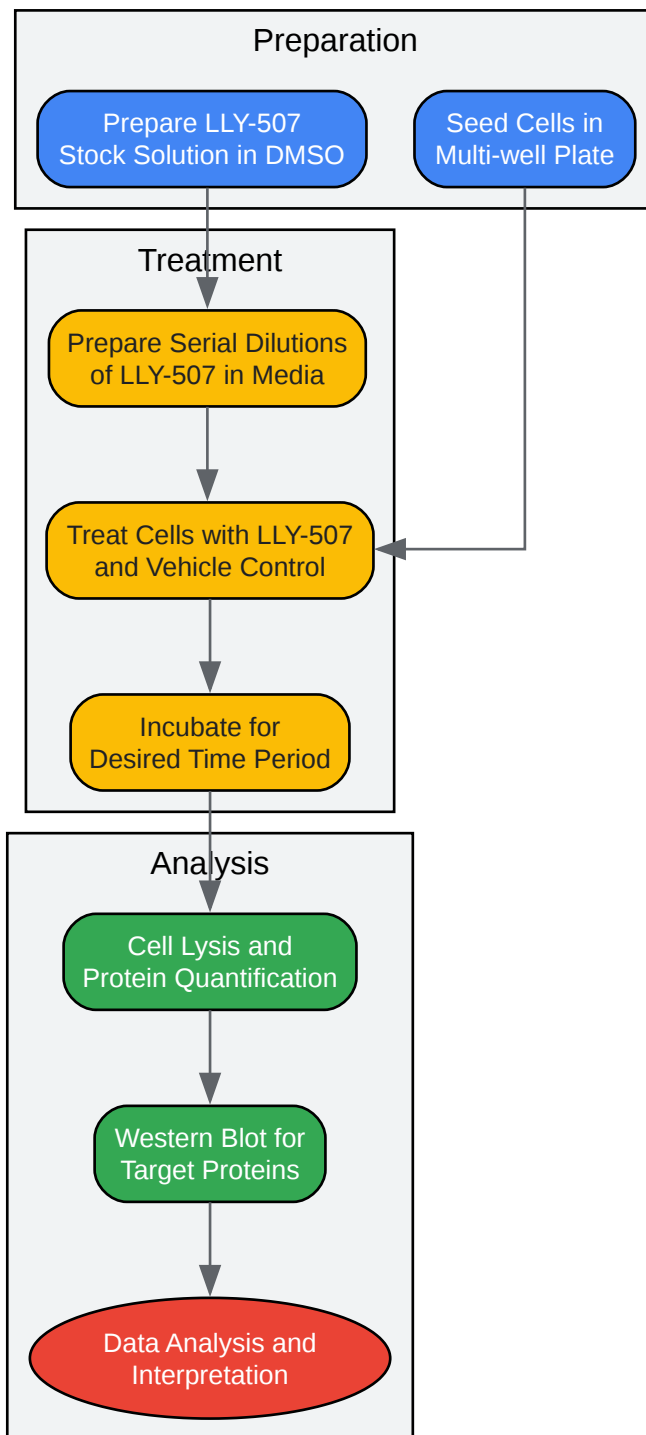 Preparation
Prepare LLY-507
Stock Solution in DMSO
Seed Cells in
Multi-well Plate
Treatment
Prepare Serial Dilutions
of LLY-507 in Media
Treat Cells with LLY-507
and Vehicle Control
Incubate for
Desired Time Period
Analysis
Cell Lysis and
Protein Quantification
Western Blot for
Target Proteins
Data Analysis and
Interpretation